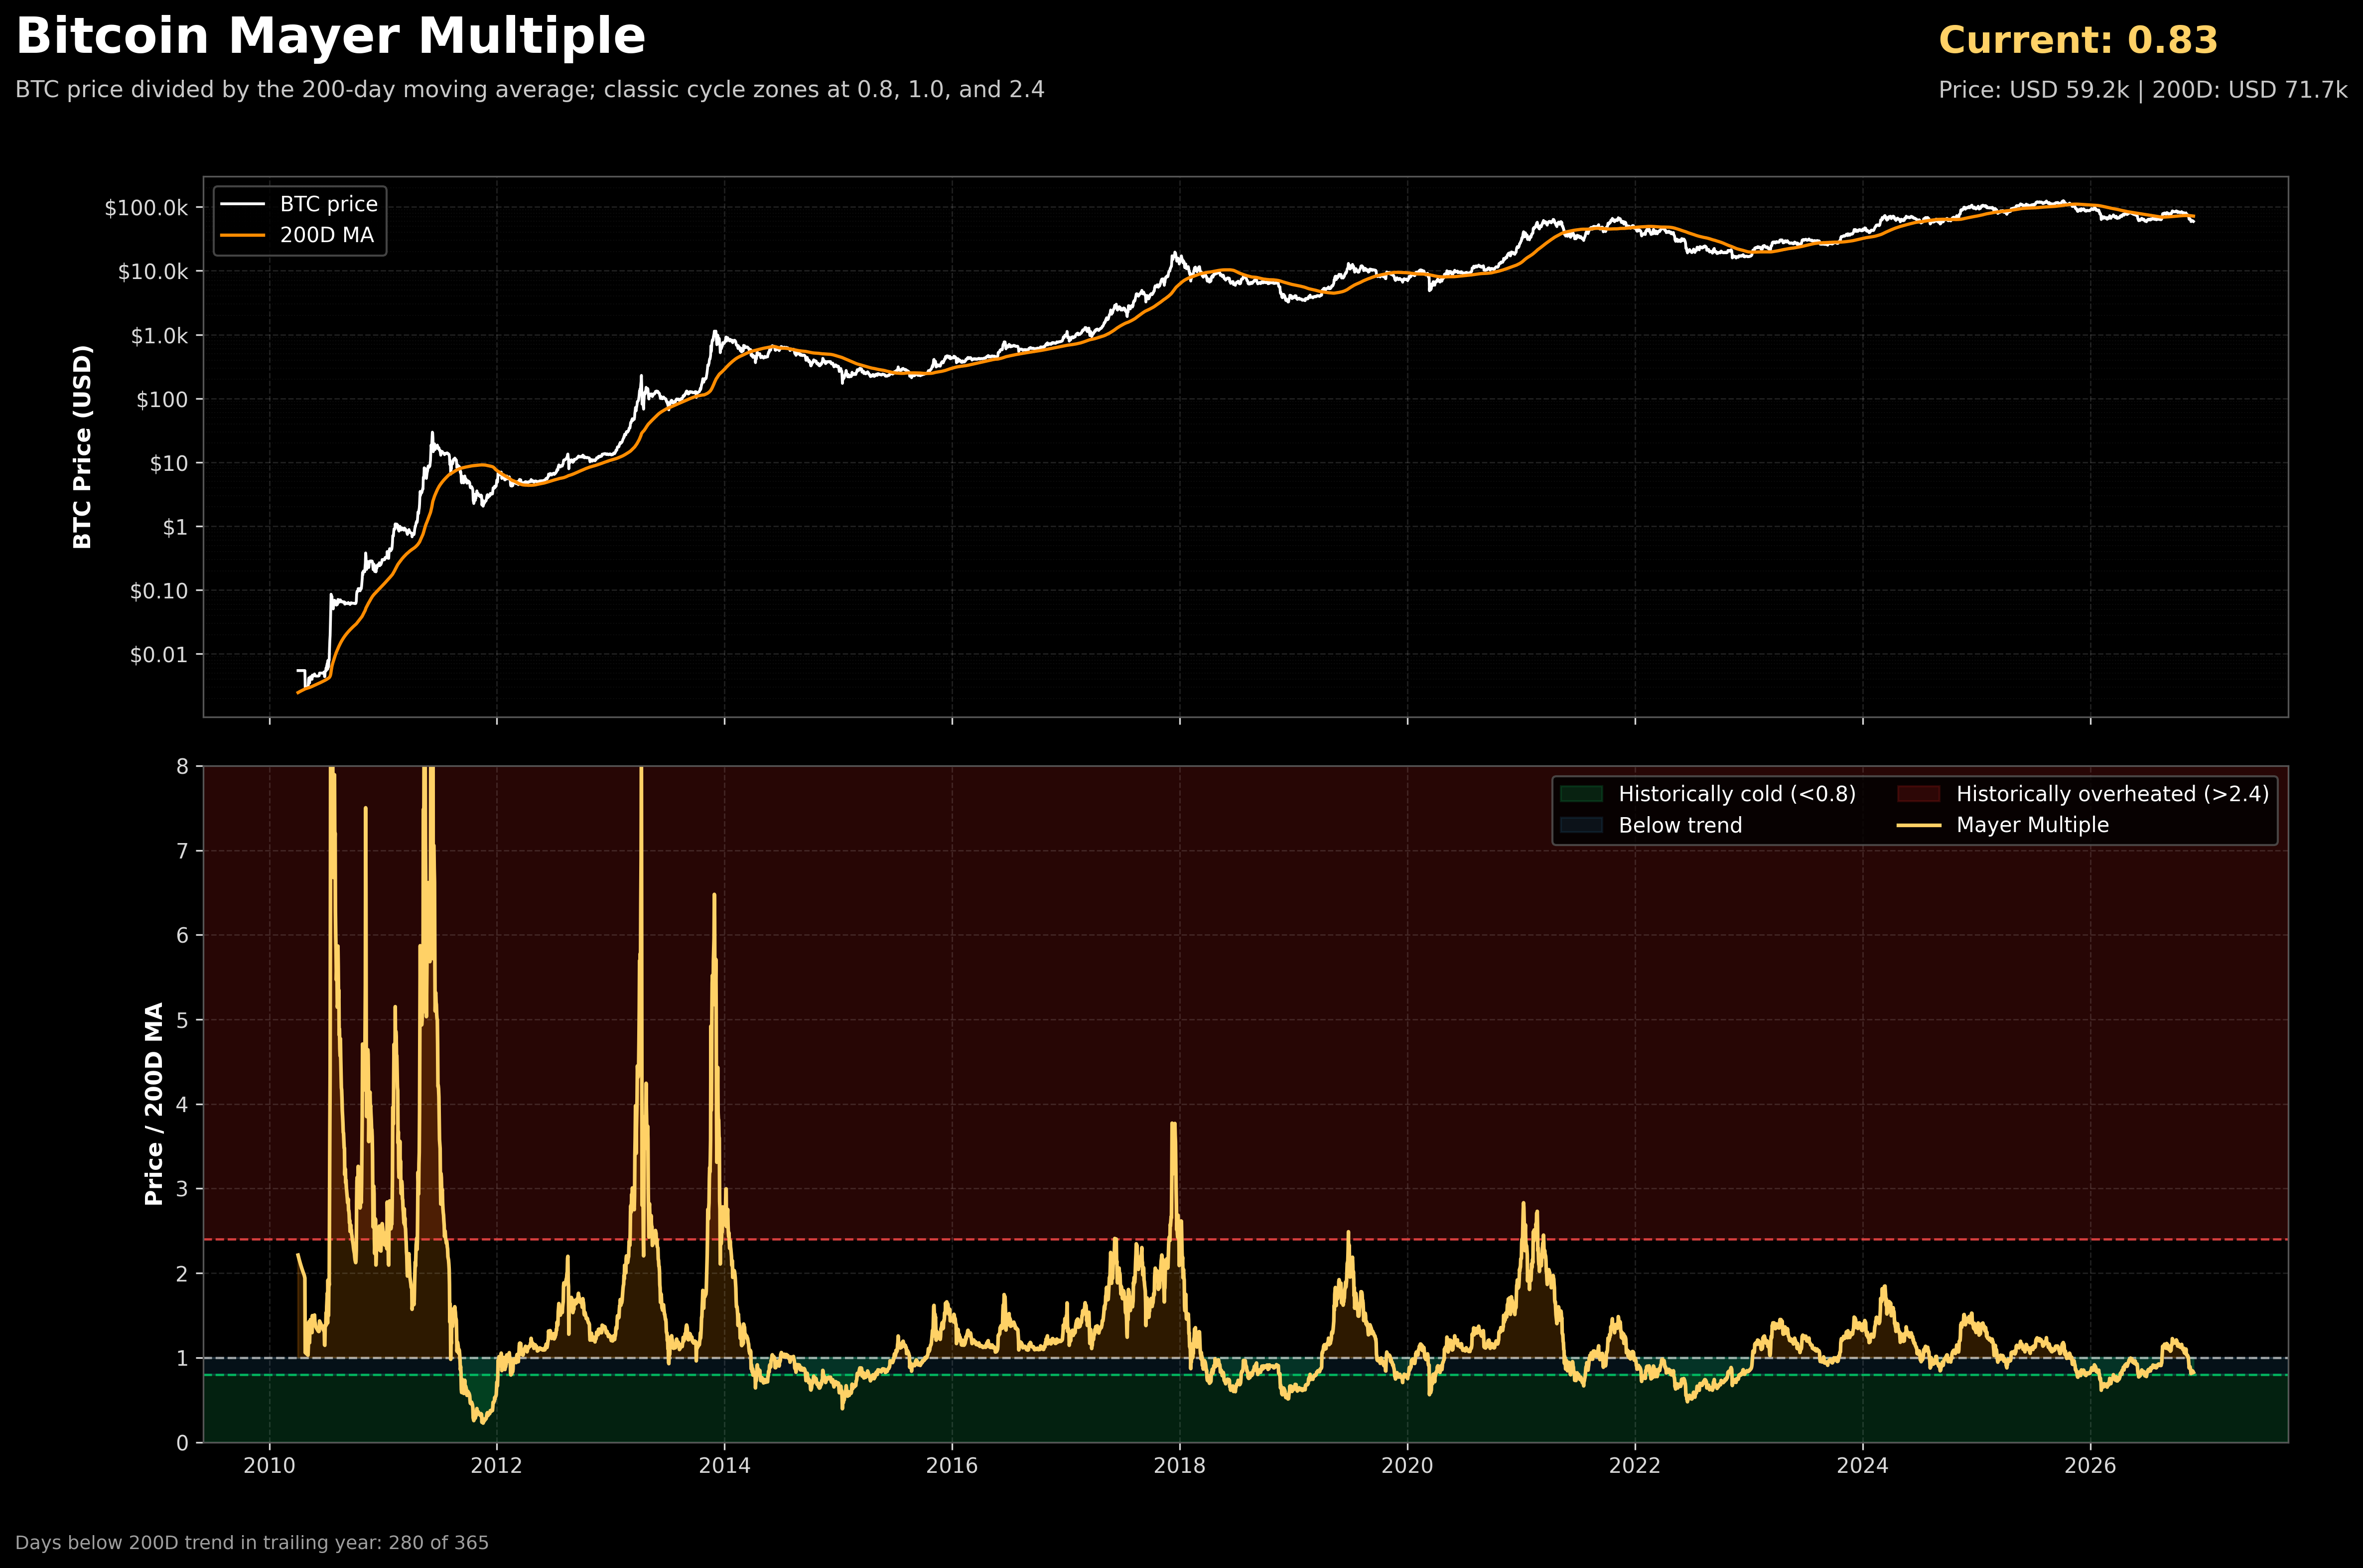 Bitcoin Mayer Multiple
Current: 0.83
BTC price divided by the 200-day moving average; classic cycle zones at 0.8, 1.0, and 2.4
Price: USD 59.2k | 200D: USD 71.7k
BTC price
200D MA
$100.0k
$10.0k
$1.0k
$100
$10
$1
$0.10
$0.01
BTC Price (USD)
Historically cold (<0.8)
Below trend
Historically overheated (>2.4)
Mayer Multiple
8
7
6
5
4
3
2
1
0
Price / 200D MA
2010
2012
2014
2016
2018
2020
2022
2024
2026
Days below 200D trend in trailing year: 280 of 365